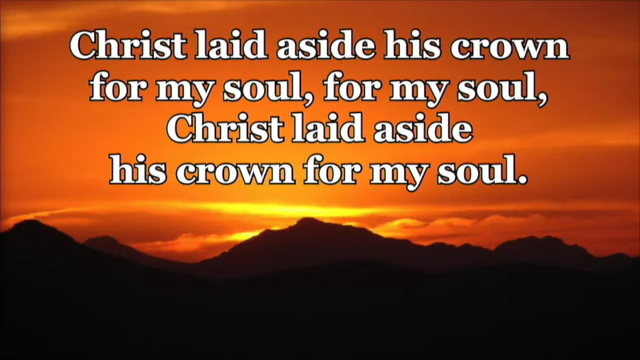 Christ laid aside his crown
for my soul, for my soul,
Christ laid aside
his crown for my soul.